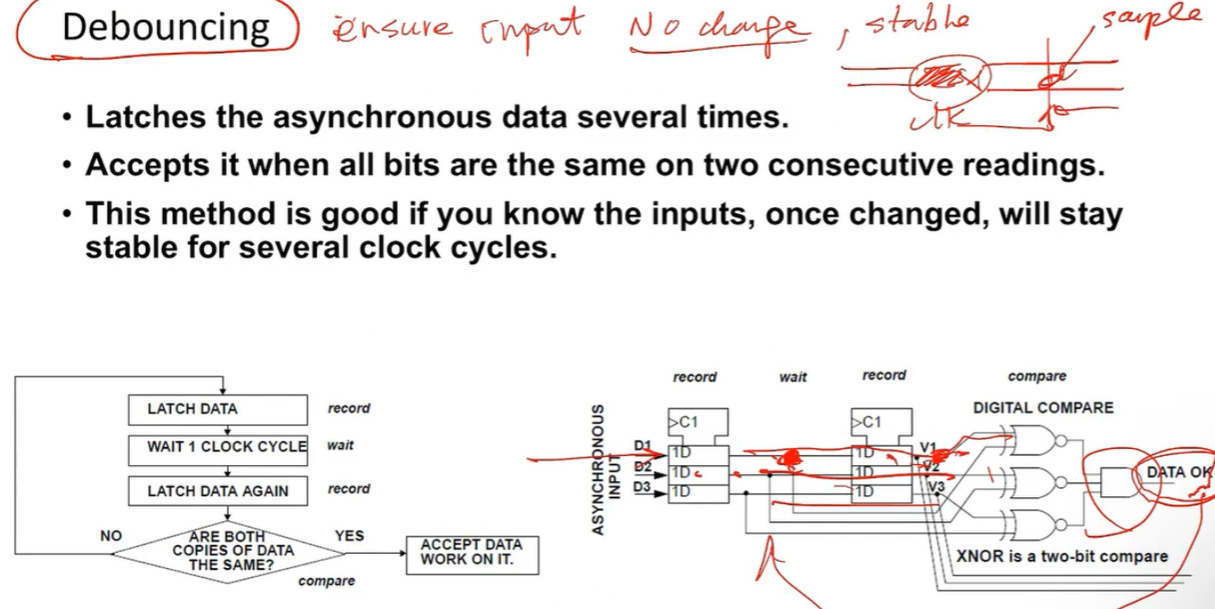 Debouncing ensure input No change, stable
sample
clk
• Latches the asynchronous data several times.
• Accepts it when all bits are the same on two consecutive readings.
• This method is good if you know the inputs, once changed, will stay
stable for several clock cycles.
LATCH DATA record
WAIT 1 CLOCK CYCLE wait
LATCH DATA AGAIN record
ARE BOTH
COPIES OF DATA
THE SAME?
NO
YES
compare
ACCEPT DATA
WORK ON IT.
record wait record compare
DIGITAL COMPARE
ASYNCHRONOUS
INPUT
>C1 >C1
D1 1D 1D V1
D2 1D 1D V2
D3 1D 1D V3
DATA OK
XNOR is a two-bit compare